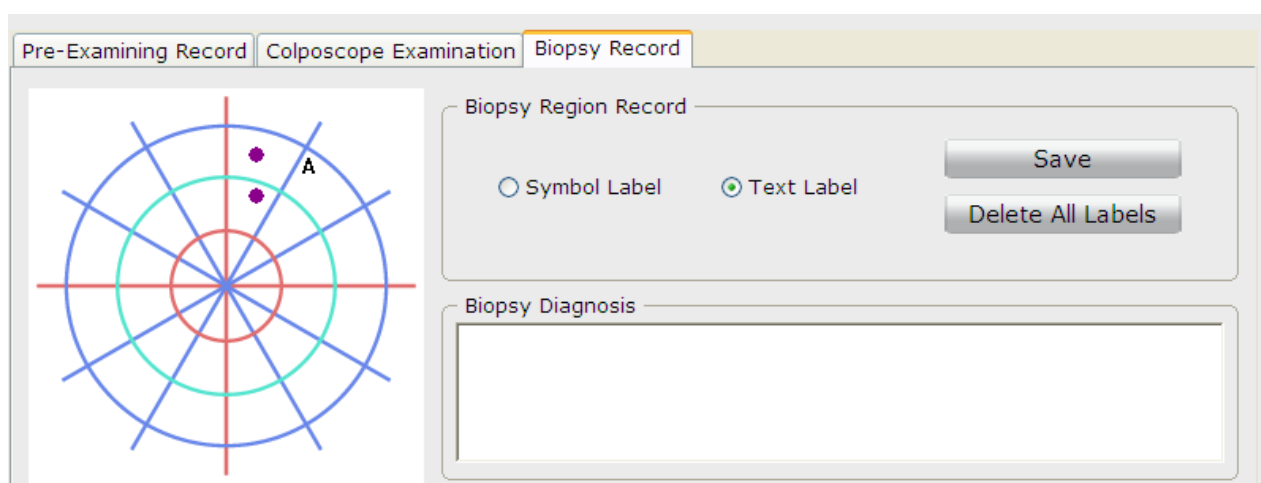 Pre-Examining Record Colposcope Examination Biopsy Record
A
Biopsy Region Record
Symbol Label Text Label
Save
Delete All Labels
Biopsy Diagnosis